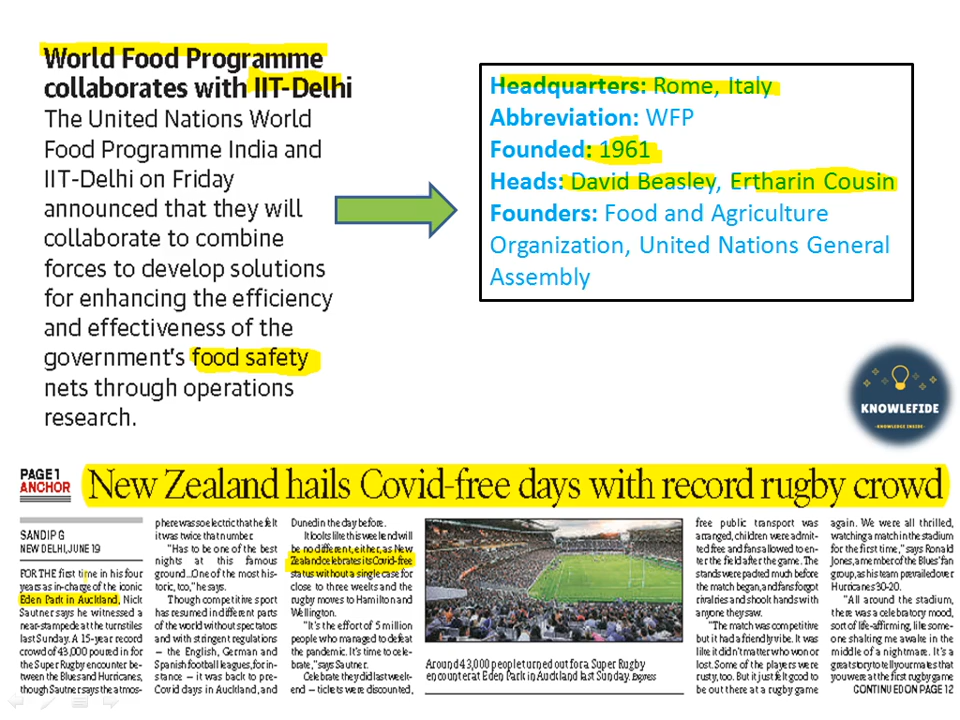 World Food Programme
collaborates with IIT-Delhi
The United Nations World
Food Programme India and
IIT-Delhi on Friday
announced that they will
collaborate to combine
forces to develop solutions
for enhancing the efficiency
and effectiveness of the
government's food safety
nets through operations
research.
Headquarters: Rome, Italy
Abbreviation: WFP
Founded: 1961
Heads: David Beasley, Ertharin Cousin
Founders: Food and Agriculture
Organization, United Nations General
Assembly
KNOWLEFIDE
- KNOWLEDGE INSIDE -
PAGE 1
ANCHOR
New Zealand hails Covid-free days with record rugby crowd
SANDIP G
NEW DELHI, JUNE 19
FOR THE first time in his four
years as in-charge of the iconic
Eden Park in Auckland, Nick
Sautner says he witnessed a
near-stampede at the turnstiles
last Sunday. A 15-year record
crowd of 43,000 poured in for
the Super Rugby encounter be-
tween the Blues and Hurricanes,
though Sautner says the atmos-
phere was so electric that he felt
it was twice that number.
"Has to be one of the best
nights at this famous
ground...One of the most his-
toric, too," he says.
Though competitive sport
has resumed in different parts
of the world without spectators
and with stringent regulations
— the English, German and
Spanish football leagues, for in-
stance — it was back to pre-
Covid days in Auckland, and
Dunedin the day before.
It looks like this weekend will
be no different, either, as New
Zealand celebrates its Covid-free
status without a single case for
close to three weeks and the
rugby moves to Hamilton and
Wellington.
"It's the effort of 5 million
people who managed to defeat
the pandemic. It's time to cele-
brate," says Sautner.
Celebrate they did last week-
end — tickets were discounted,
Around 43,000 people turned out for a Super Rugby
encounter at Eden Park in Auckland last Sunday. Express
free public transport was
arranged, children were admit-
ted free and fans allowed to en-
ter the field after the game. The
stands were packed much before
the match began, and fans forgot
rivalries and shook hands with
anyone they saw.
"The match was competitive
but it had a friendly vibe. It was
like it didn't matter who won or
lost. Some of the players were
rusty, too. But it just felt good to
be out there at a rugby game
again. We were all thrilled,
watching a match in the stadium
for the first time," says Ronald
Jones, a member of the Blues' fan
group, as his team prevailed over
Hurricanes 30-20.
"All around the stadium,
there was a celebratory mood,
sort of life-affirming, like some-
one shaking me awake in the
middle of a nightmare. It's a
great story to tell your mates that
you were at the first rugby game
CONTINUED ON PAGE 12